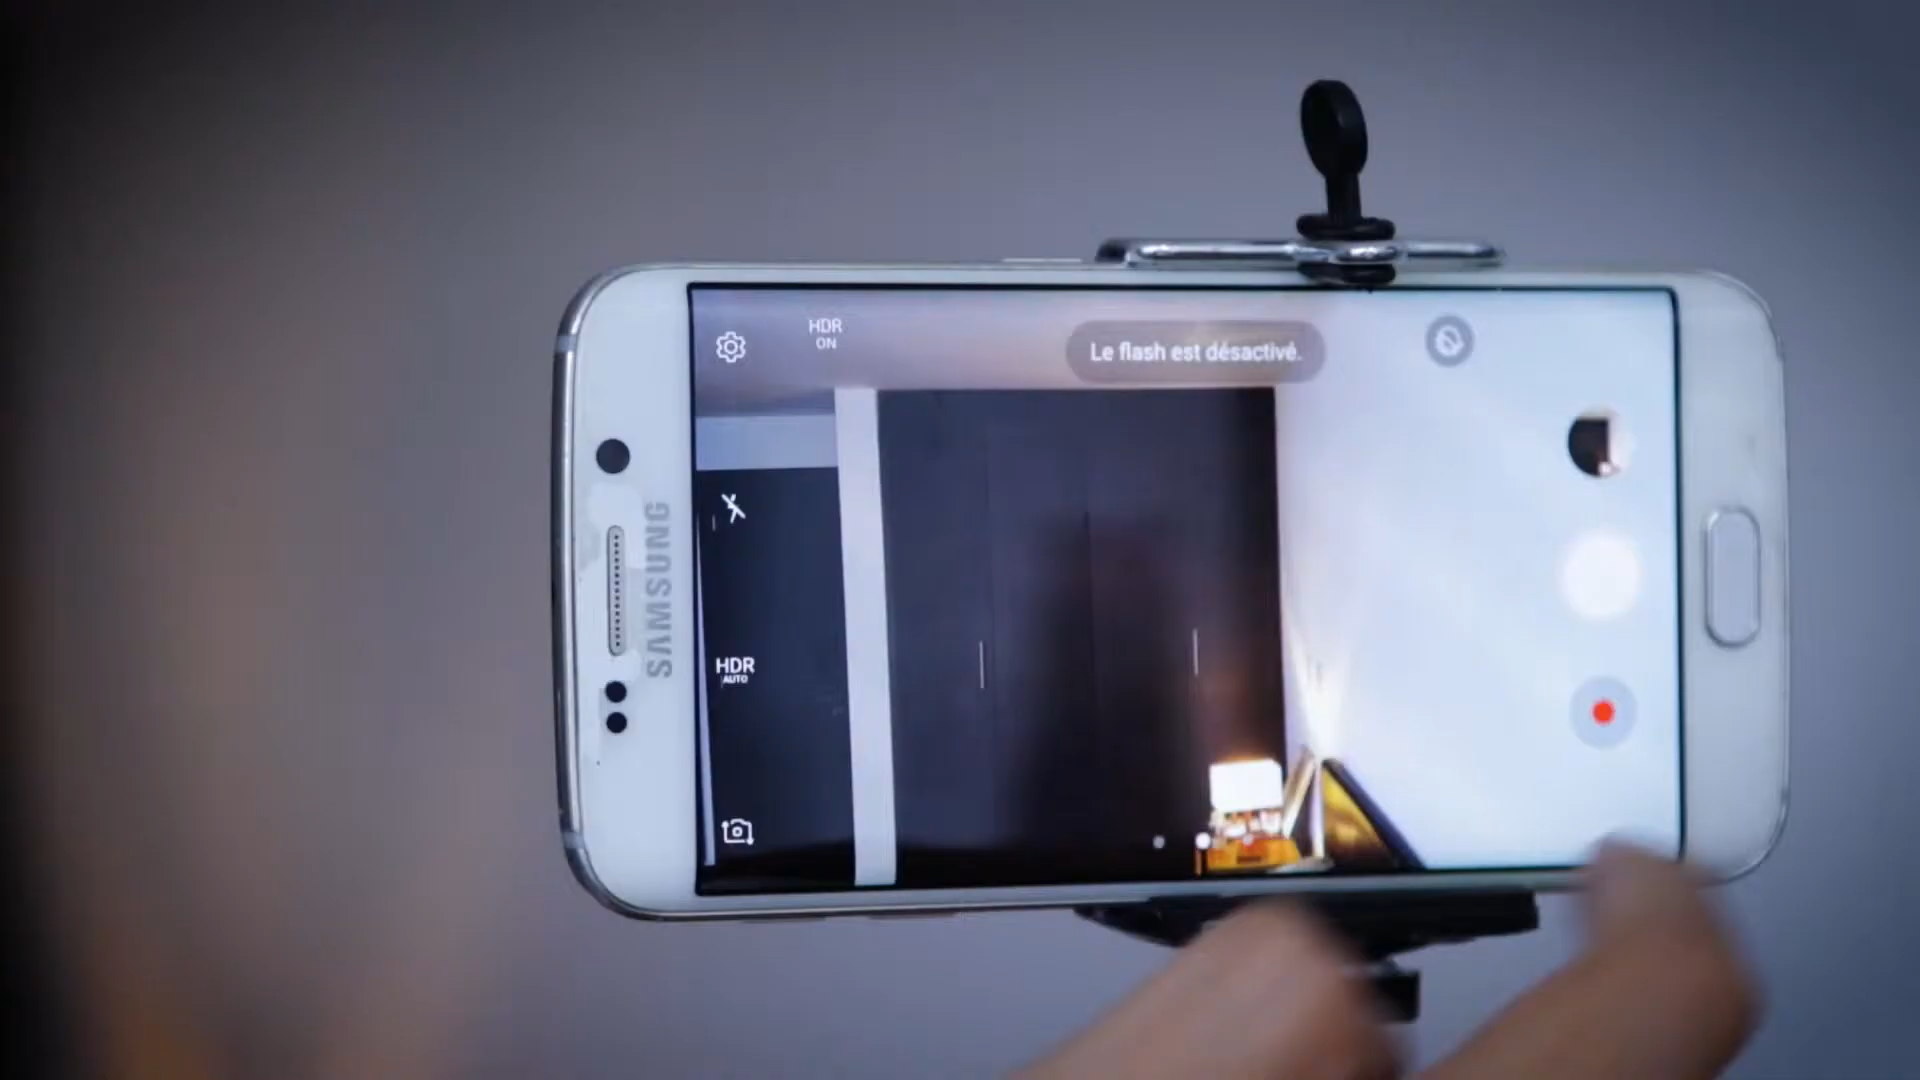 HDR
ON
Le flash est désactivé.
SAMSUNG
HDR
AUTO